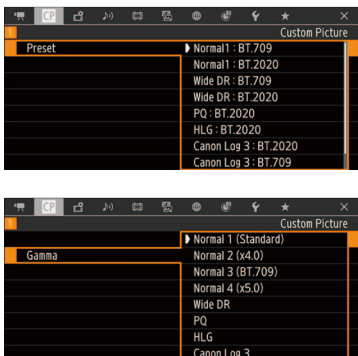 CP
1 Custom Picture
Preset Normal1 : BT.709
Normal1 : BT.2020
Wide DR : BT.709
Wide DR : BT.2020
PQ : BT.2020
HLG : BT.2020
Canon Log 3 : BT.2020
Canon Log 3 : BT.709
CP
1 Custom Picture
Normal 1 (Standard)
Gamma Normal 2 (x4.0)
Normal 3 (BT.709)
Normal 4 (x5.0)
Wide DR
PQ
HLG
Canon Log 3